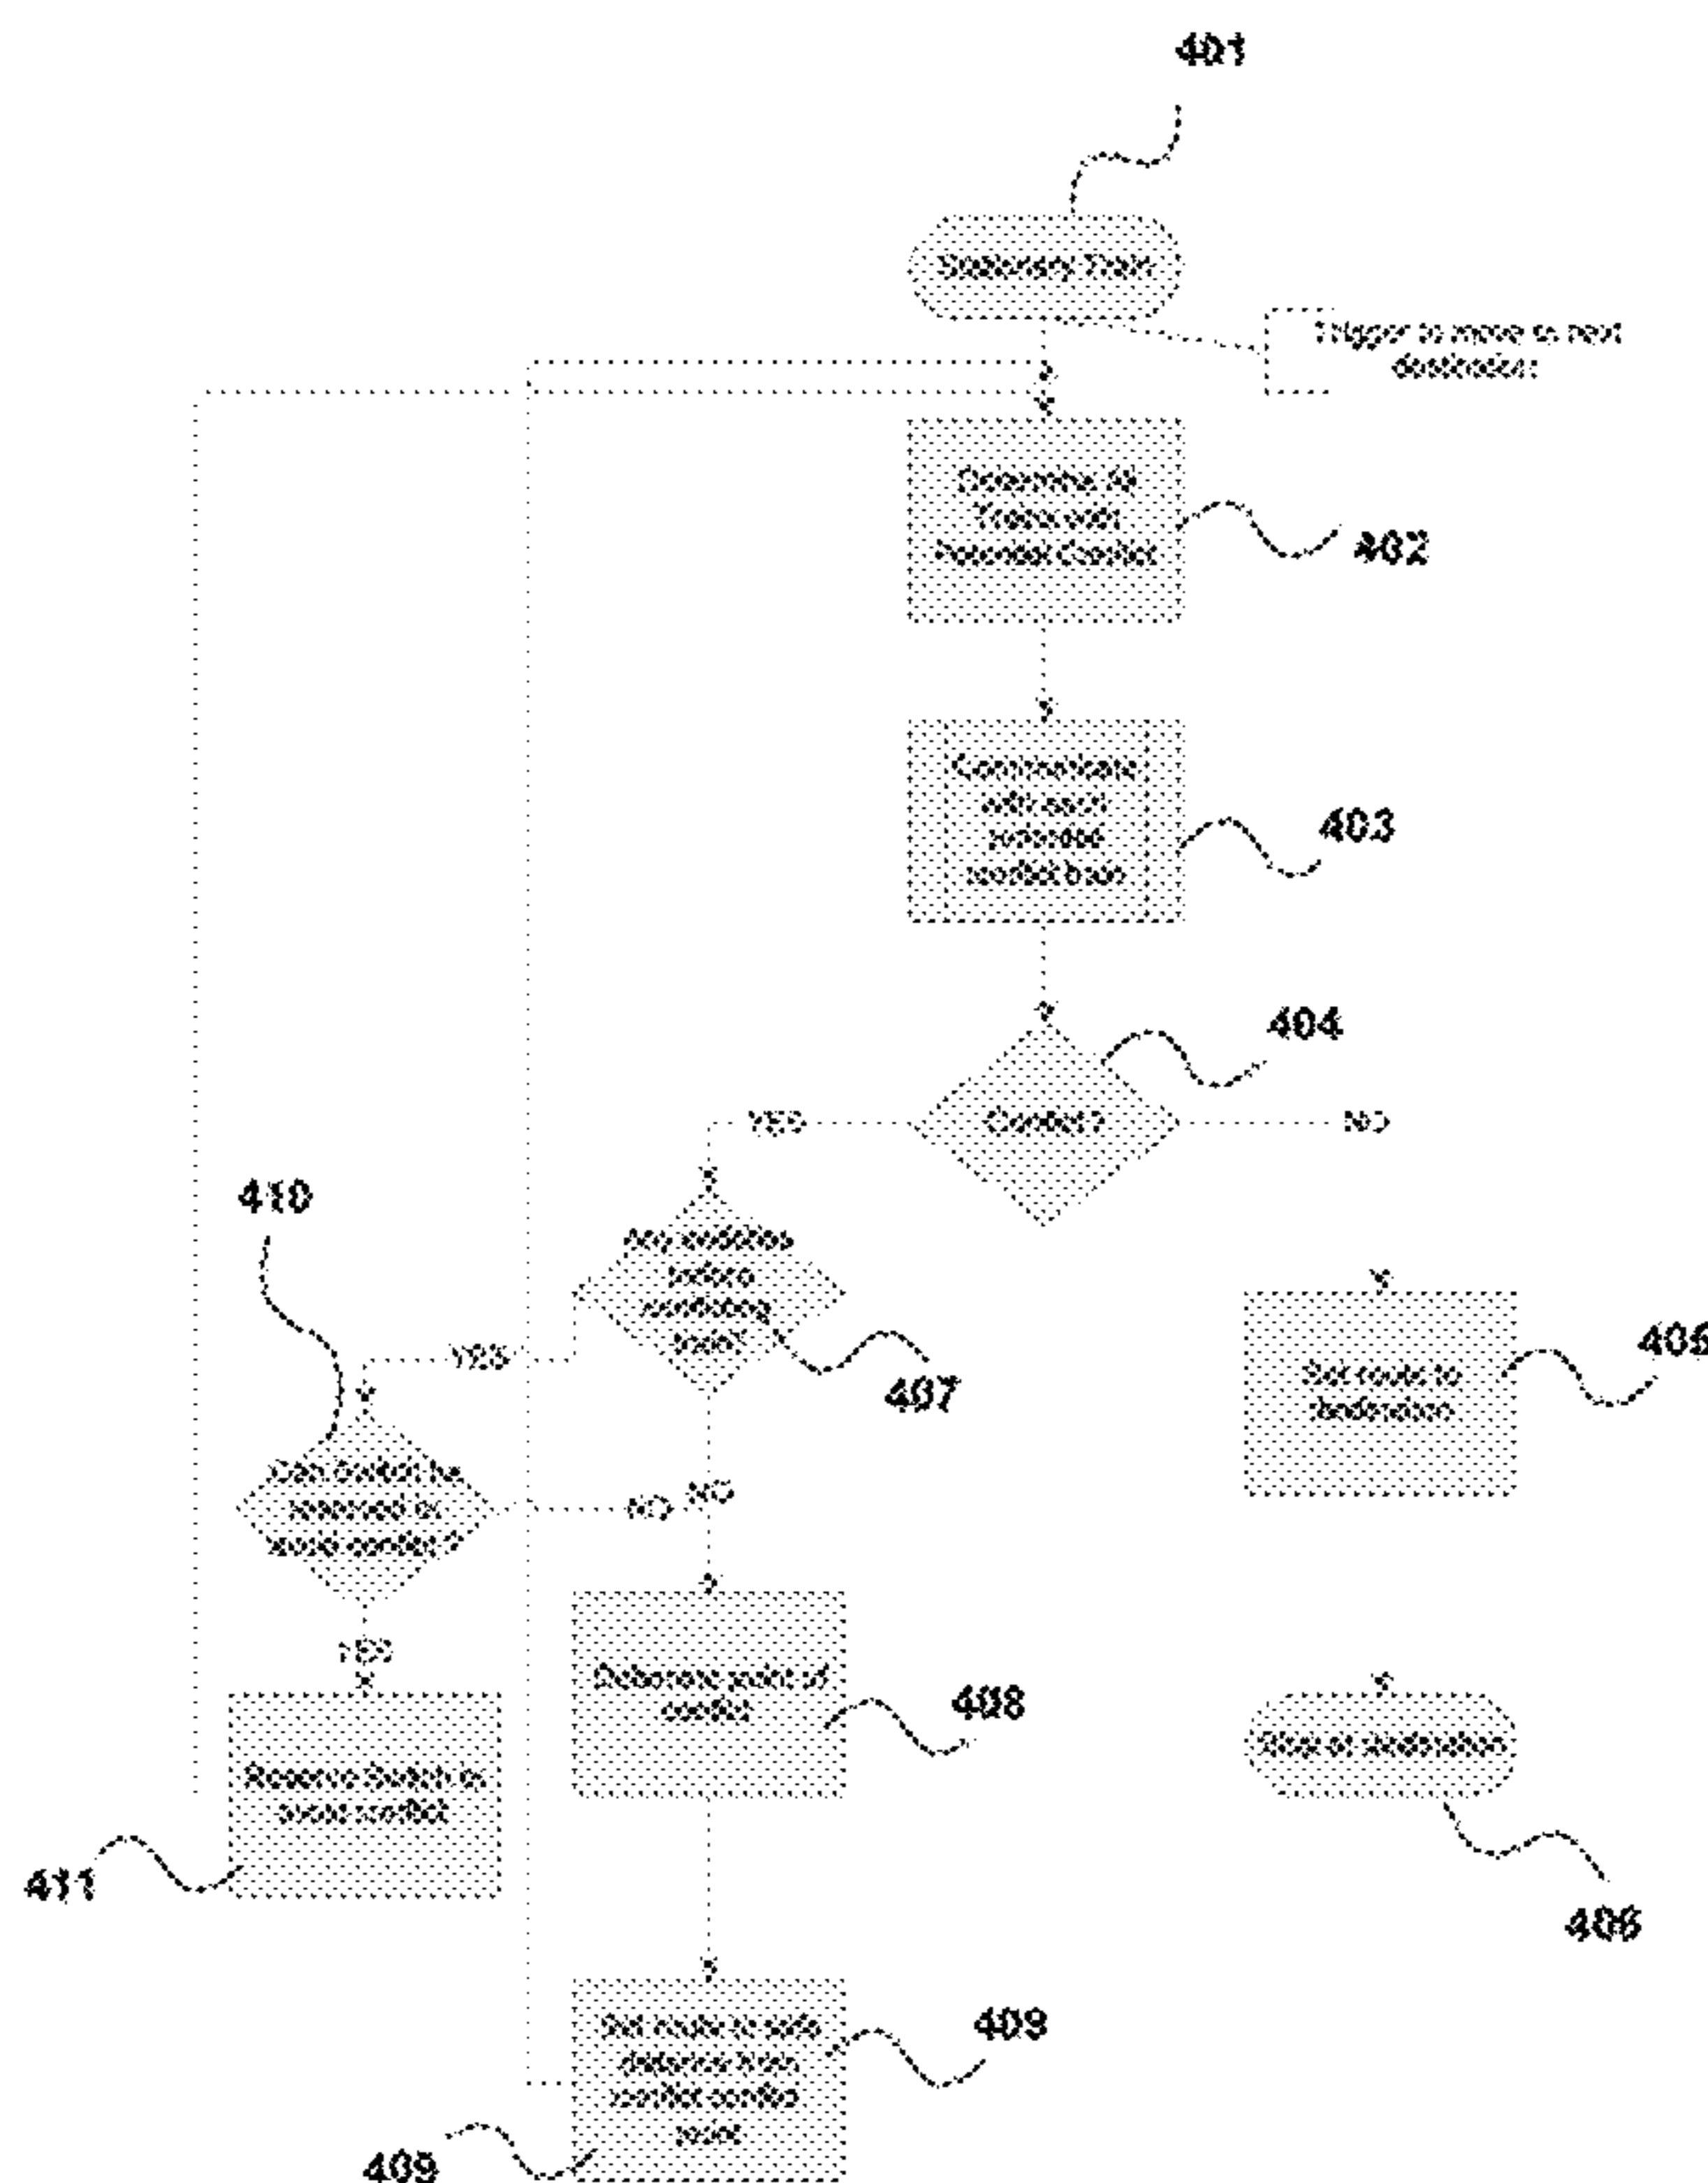 401
Stationary Train
Trigger to move to next
destination
Determine All
Trains with
Potential Conflict
402
Communicate
with each
potential
conflict train
403
404
YES
Conflict?
NO
410
Any switches
before
conflicting
train?
YES
407
405
Set route to
destination
Can Switch be
reserved to
avoid conflict?
NO
NO
YES
Determine point of
conflict
408
Stop at destination
Reserve Switch to
avoid conflict
411
406
Set route to safe
distance from
conflict conflict
point
409
409